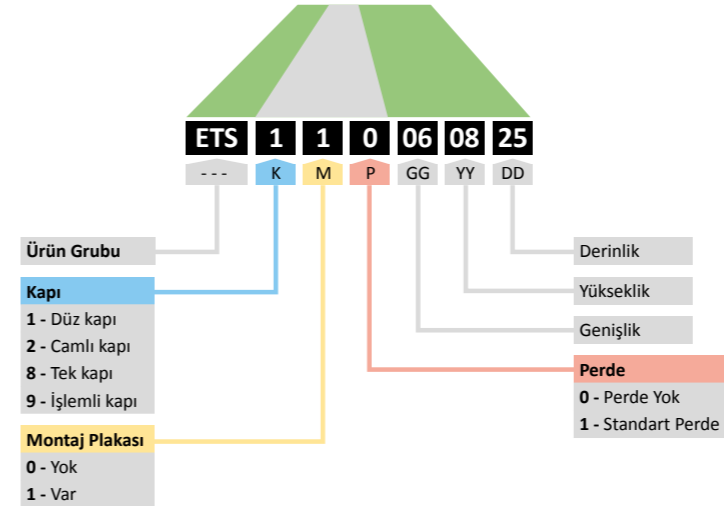 ETS 1 1 0 06 08 25
- - - K M P GG YY DD
Ürün Grubu
Kapı
1 - Düz kapı
2 - Camlı kapı
8 - Tek kapı
9 - İşlemli kapı
Montaj Plakası
0 - Yok
1 - Var
Derinlik
Yükseklik
Genişlik
Perde
0 - Perde Yok
1 - Standart Perde